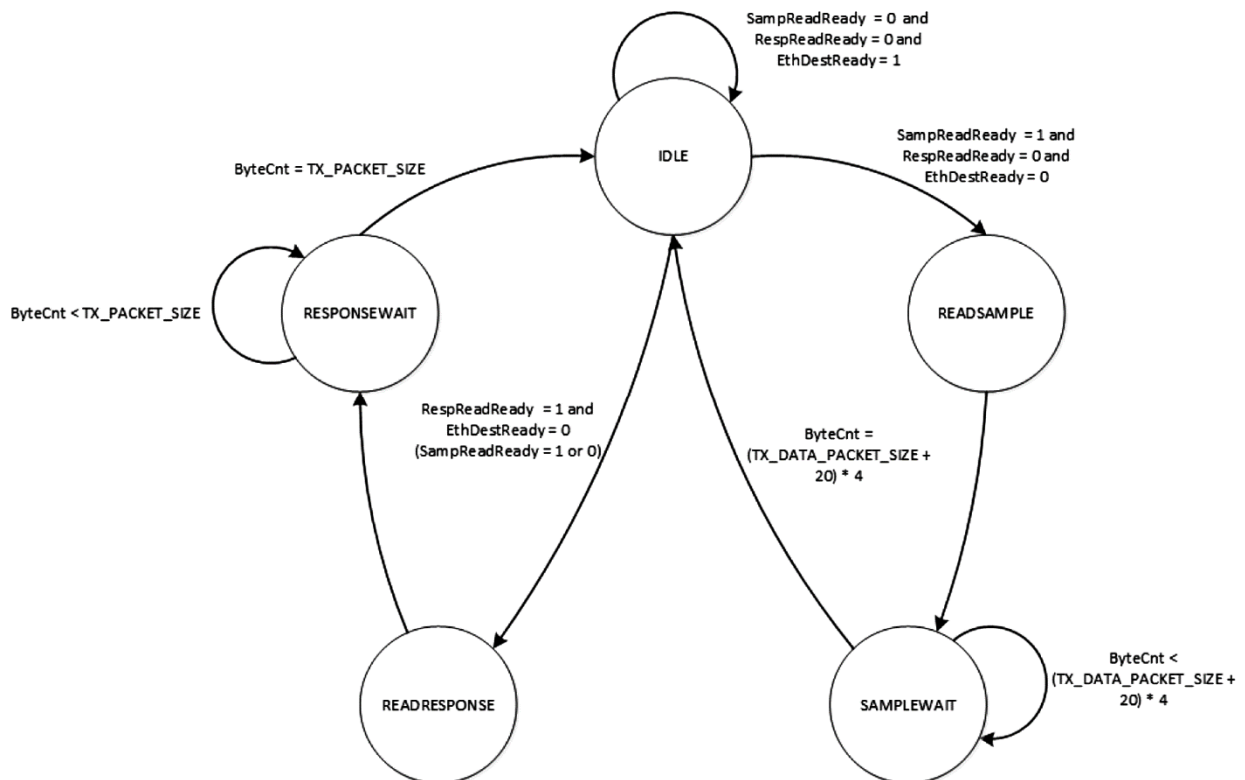 SampReadReady = 0 and
RespReadReady = 0 and
EthDestReady = 1
IDLE
SampReadReady = 1 and
RespReadReady = 0 and
EthDestReady = 0
ByteCnt = TX_PACKET_SIZE
ByteCnt < TX_PACKET_SIZE
RESPONSEWAIT
READSAMPLE
RespReadReady = 1 and
EthDestReady = 0
(SampReadReady = 1 or 0)
ByteCnt =
(TX_DATA_PACKET_SIZE +
20) * 4
READRESPONSE
SAMPLEWAIT
ByteCnt <
(TX_DATA_PACKET_SIZE +
20) * 4